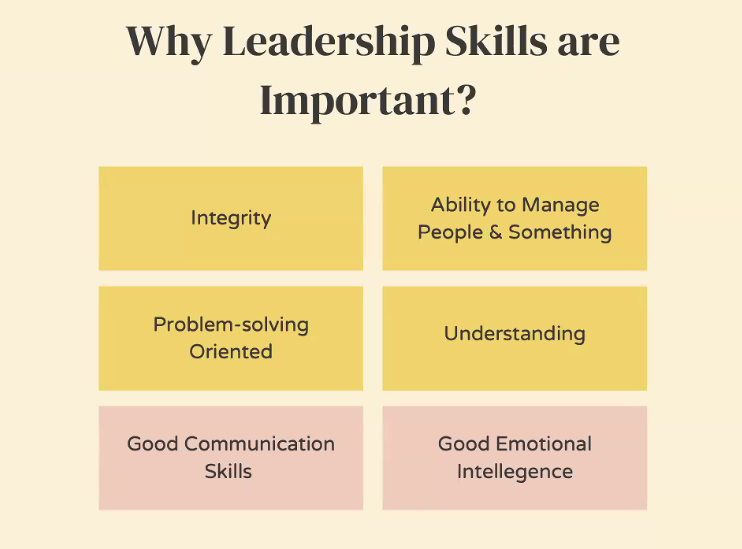 Why Leadership Skills are
Important?
Integrity
Ability to Manage
People & Something
Problem-solving
Oriented
Understanding
Good Communication
Skills
Good Emotional
Intellegence